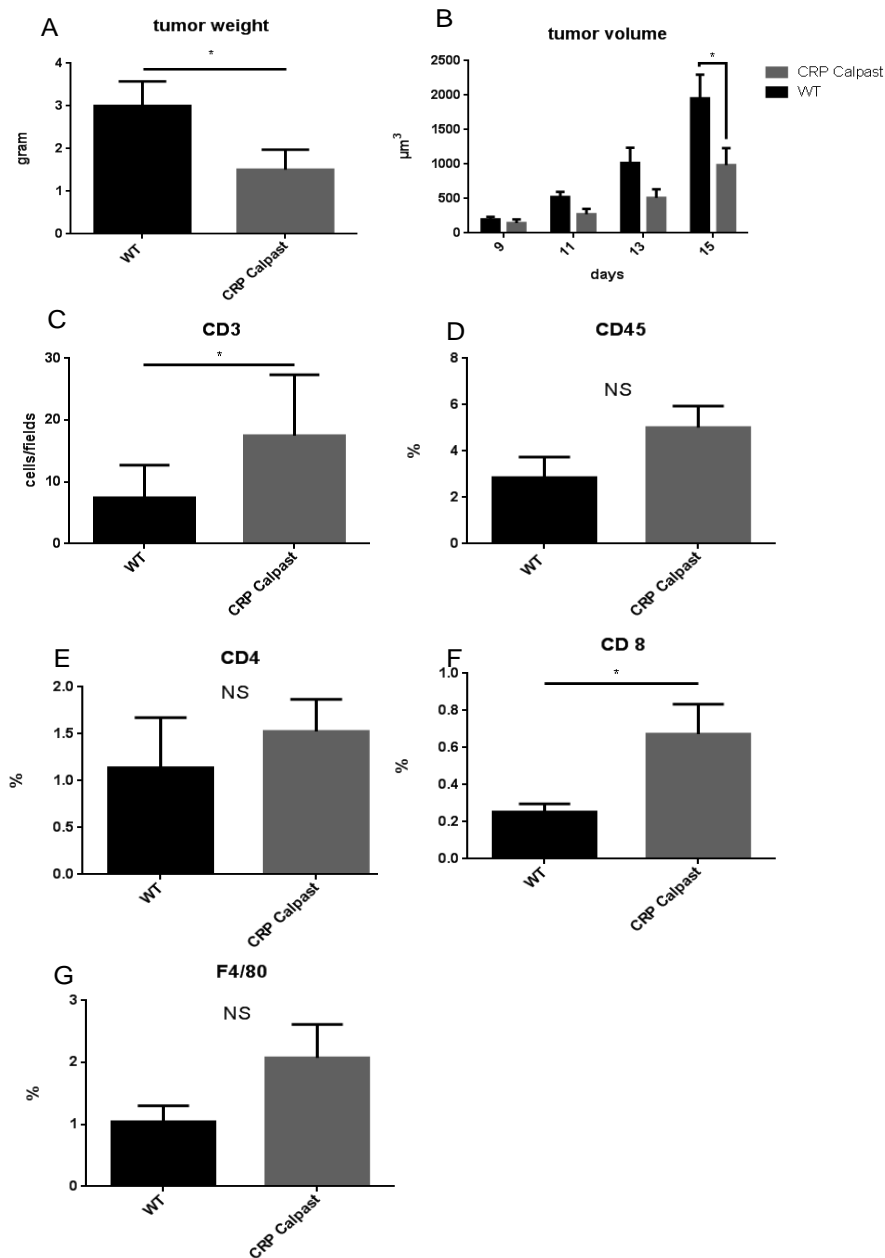 A
tumor weight
*
4
3
2
1
0
gram
WT
CRP Calpast
B
tumor volume
*
2500
2000
1500
1000
500
0
µm³
9
11
13
15
days
CRP Calpast
WT
C
CD3
*
30
20
10
0
cells/fields
WT
CRP Calpast
D
CD45
NS
8
6
4
2
0
%
WT
CRP Calpast
E
CD4
NS
2.0
1.5
1.0
0.5
0.0
%
WT
CRP Calpast
F
CD 8
*
1.0
0.8
0.6
0.4
0.2
0.0
%
WT
CRP Calpast
G
F4/80
NS
3
2
1
0
%
WT
CRP Calpast